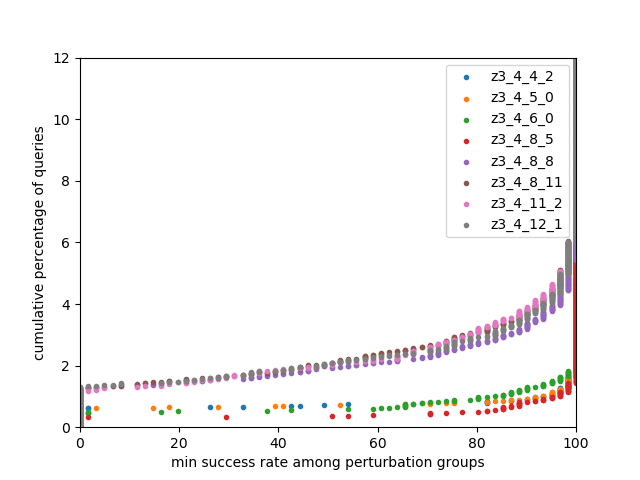 12
10
8
6
4
2
0
cumulative percentage of queries
z3_4_4_2
z3_4_5_0
z3_4_6_0
z3_4_8_5
z3_4_8_8
z3_4_8_11
z3_4_11_2
z3_4_12_1
0 20 40 60 80 100
min success rate among perturbation groups